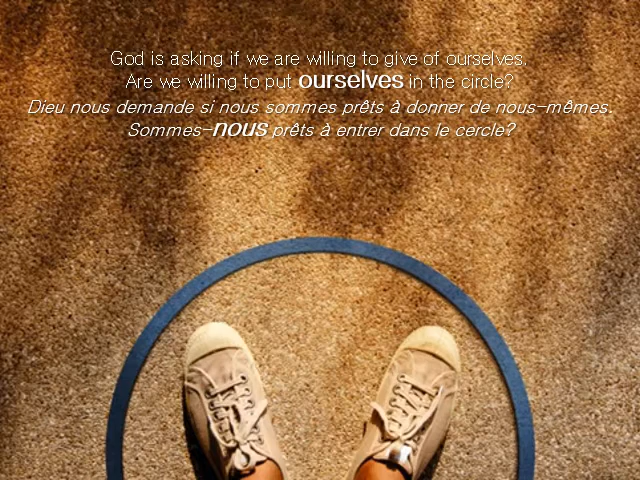 God is asking if we are willing to give of ourselves.
Are we willing to put ourselves in the circle?
Dieu nous demande si nous sommes prêts à donner de nous-mêmes.
Sommes-nous prêts à entrer dans le cercle?